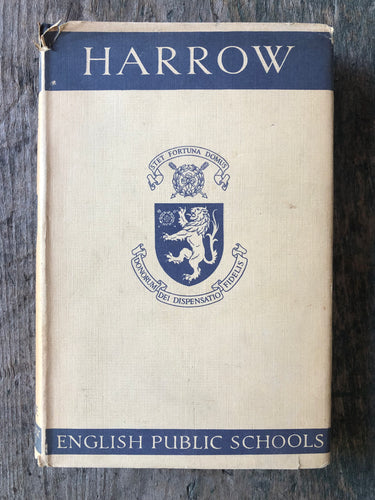 HARROW
STET FORTUNA DOMUS
DONORUM DEI DISPENSATIO FIDELIS
ENGLISH PUBLIC SCHOOLS